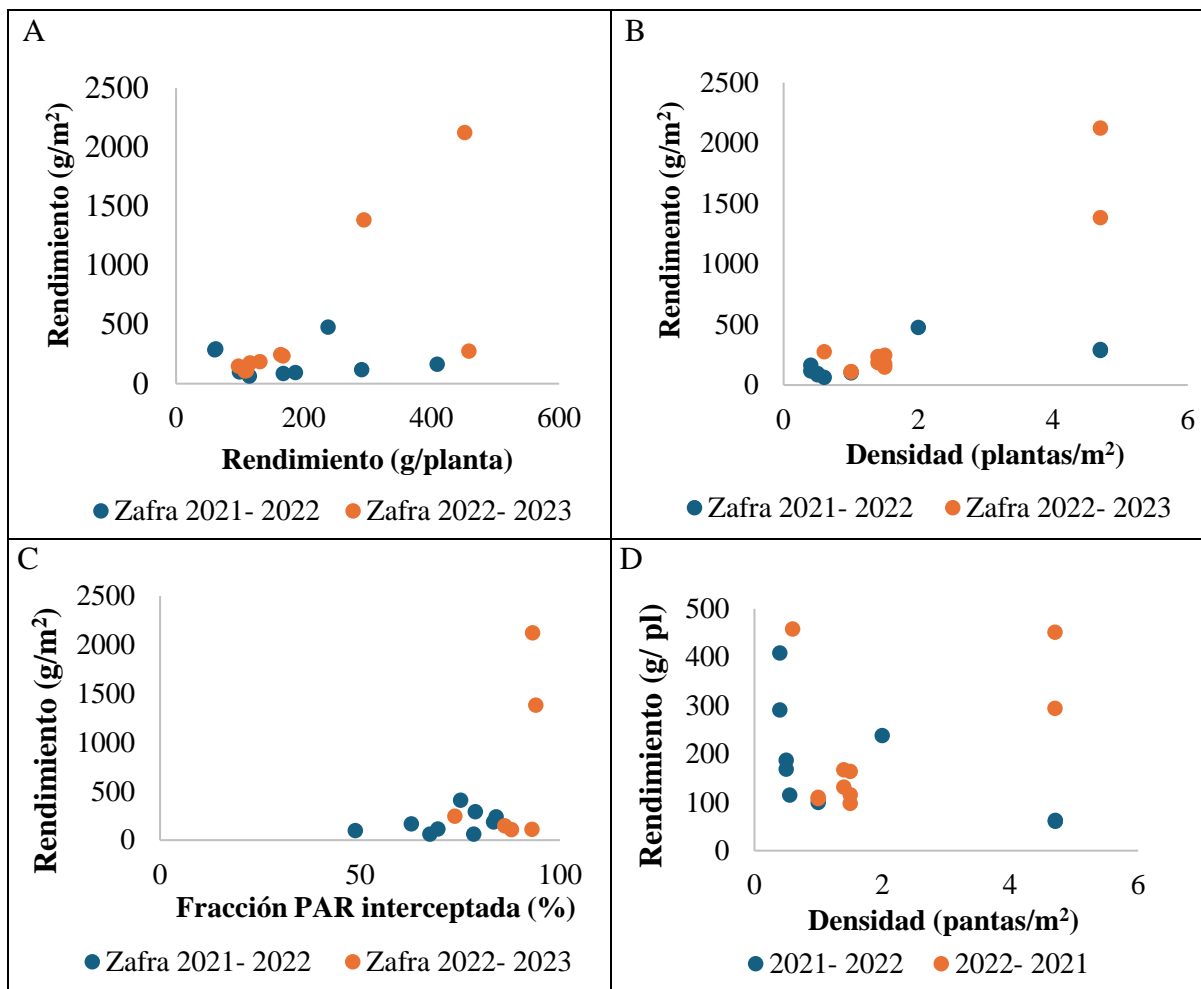 A
Rendimiento (g/m²)
2500
2000
1500
1000
500
0
0 200 400 600
Rendimiento (g/planta)
Zafra 2021- 2022 Zafra 2022- 2023
B
Rendimento (g/m²)
2500
2000
1500
1000
500
0
0 2 4 6
Densidad (plantas/m²)
Zafra 2021- 2022 Zafra 2022- 2023
C
Rendimiento (g/m²)
2500
2000
1500
1000
500
0
0 50 100
Fracción PAR interceptada (%)
Zafra 2021- 2022 Zafra 2022- 2023
D
Rendimiento (g/ pl)
500
400
300
200
100
0
0 2 4 6
Densidad (pantas/m²)
2021- 2022 2022- 2021